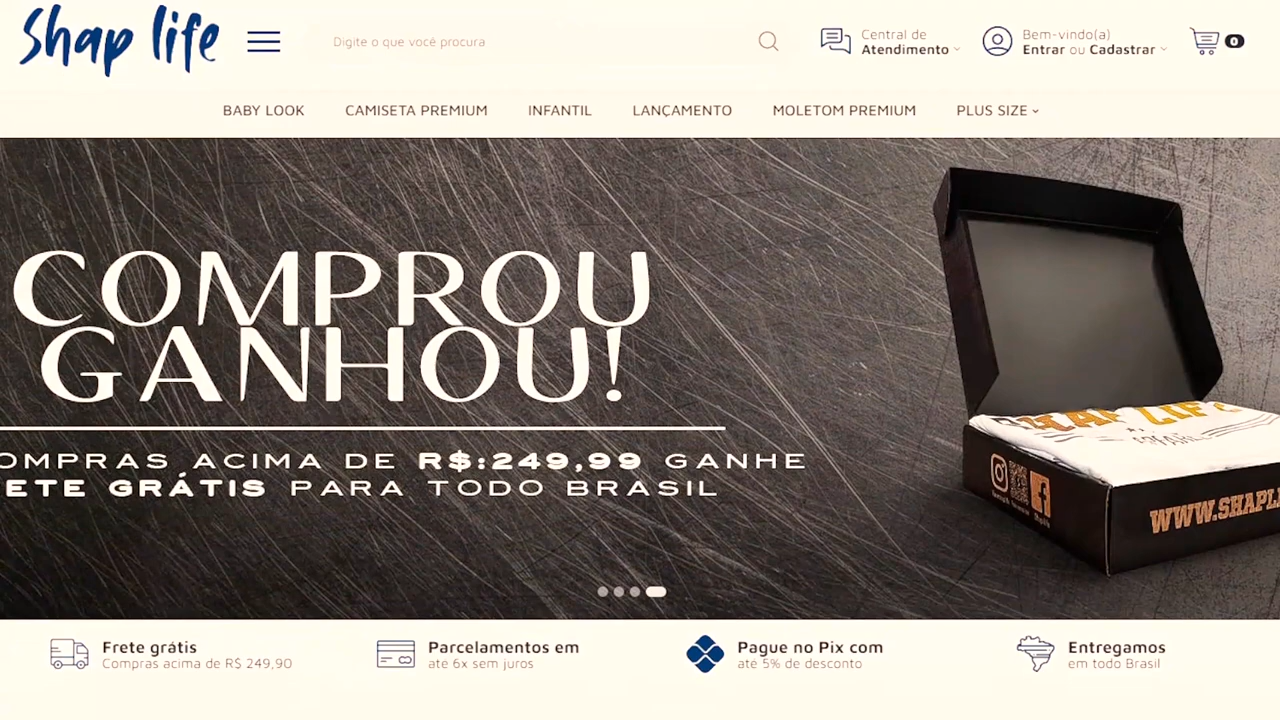 Shap life
Digite o que você procura
Central de
Atendimento
Bem-vindo(a)
Entrar ou Cadastrar
0
BABY LOOK CAMISETA PREMIUM INFANTIL LANÇAMENTO MOLETOM PREMIUM PLUS SIZE
COMPROU
GANHOU!
OMPRAS ACIMA DE R$:249,99 GANHE
ETE GRÁTIS PARA TODO BRASIL
WWW.SHAPL
Frete grátis
Compras acima de R$ 249,90
Parcelamentos em
até 6x sem juros
Pague no Pix com
até 5% de desconto
Entregamos
em todo Brasil